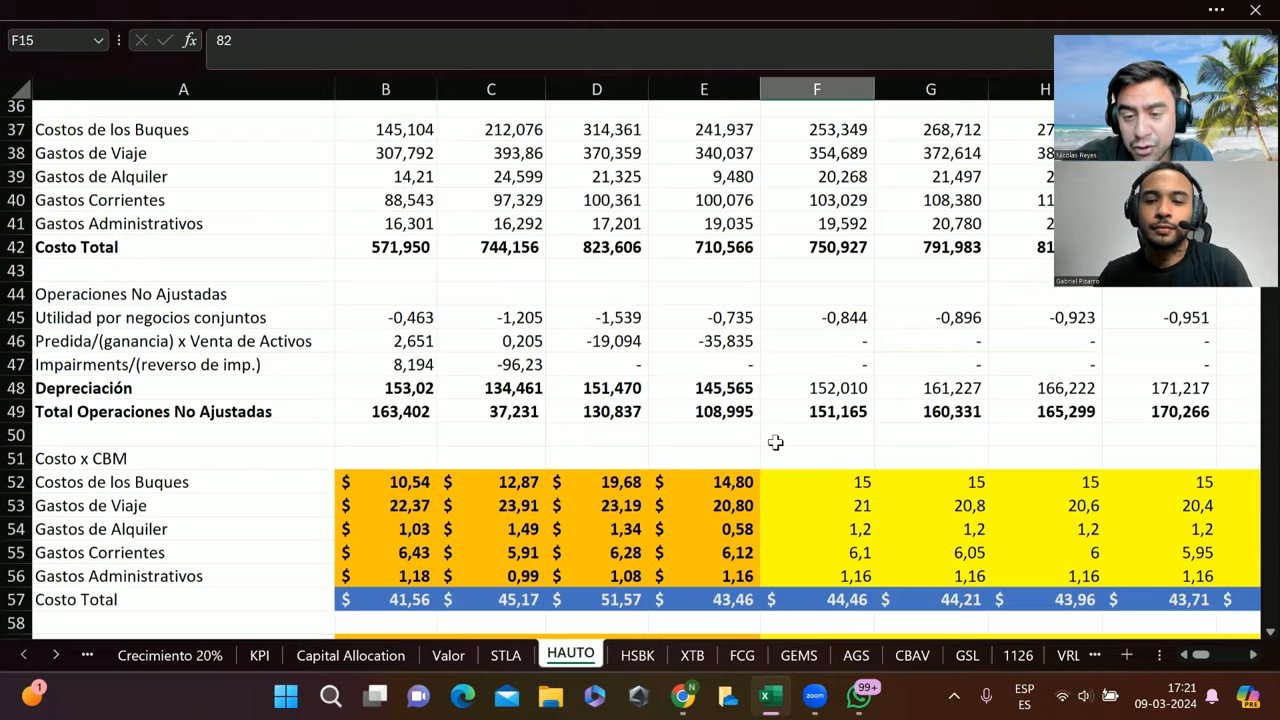 F15 fx 82
A B C D E F G H
36
37 Costos de los Buques 145,104 212,076 314,361 241,937 253,349 268,712 27
38 Gastos de Viaje 307,792 393,86 370,359 340,037 354,689 372,614 38
39 Gastos de Alquiler 14,21 24,599 21,325 9,480 20,268 21,497 2
40 Gastos Corrientes 88,543 97,329 100,361 100,076 103,029 108,380 11
41 Gastos Administrativos 16,301 16,292 17,201 19,035 19,592 20,780 2
42 Costo Total 571,950 744,156 823,606 710,566 750,927 791,983 81
43
44 Operaciones No Ajustadas
45 Utilidad por negocios conjuntos -0,463 -1,205 -1,539 -0,735 -0,844 -0,896 -0,923 -0,951
46 Predida/(ganancia) x Venta de Activos 2,651 0,205 -19,094 -35,835 - - - -
47 Impairments/(reverso de imp.) 8,194 -96,23 - - - - - -
48 Depreciación 153,02 134,461 151,470 145,565 152,010 161,227 166,222 171,217
49 Total Operaciones No Ajustadas 163,402 37,231 130,837 108,995 151,165 160,331 165,299 170,266
50
51 Costo x CBM
52 Costos de los Buques $ 10,54 $ 12,87 $ 19,68 $ 14,80 15 15 15 15
53 Gastos de Viaje $ 22,37 $ 23,91 $ 23,19 $ 20,80 21 20,8 20,6 20,4
54 Gastos de Alquiler $ 1,03 $ 1,49 $ 1,34 $ 0,58 1,2 1,2 1,2 1,2
55 Gastos Corrientes $ 6,43 $ 5,91 $ 6,28 $ 6,12 6,1 6,05 6 5,95
56 Gastos Administrativos $ 1,18 $ 0,99 $ 1,08 $ 1,16 1,16 1,16 1,16 1,16
57 Costo Total $ 41,56 $ 45,17 $ 51,57 $ 43,46 $ 44,46 $ 44,21 $ 43,96 $ 43,71 $
58
Nicolas Reyes
Gabriel Pizarro
Crecimiento 20% KPI Capital Allocation Valor STLA HAUTO HSBK XTB FCG GEMS AGS CBAV GSL 1126 VRL
1 N zoom 99+ ESP ES 17:21 09-03-2024 PRE